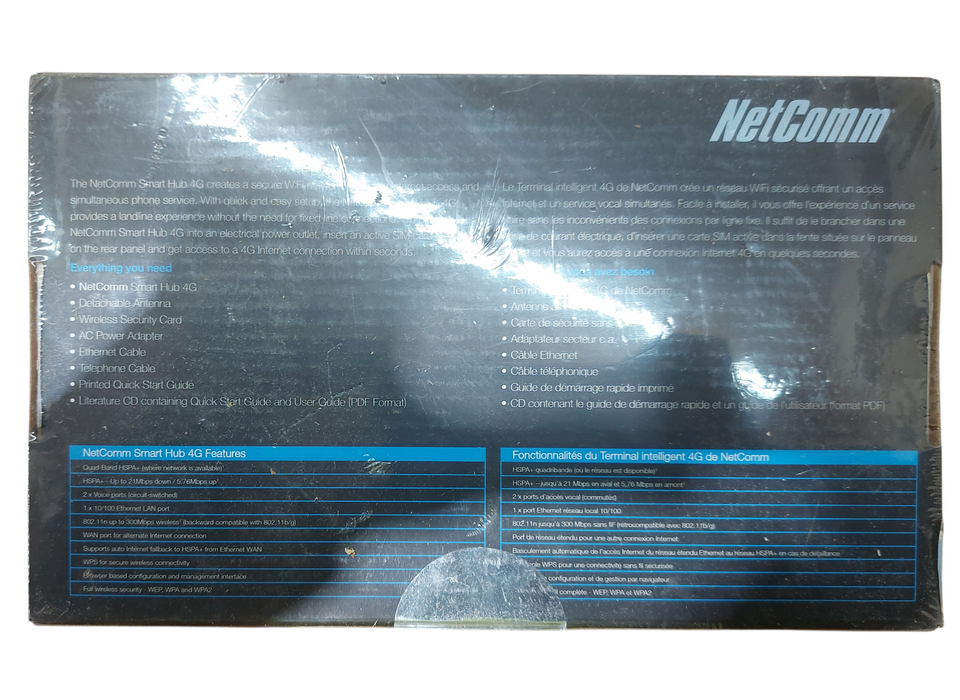 NetComm
The NetComm Smart Hub 4G creates a secure WiFi access and
simultaneous phone service. With quick and easy setup, 4G
provides a landline experience without the need for fixed line
NetComm Smart Hub 4G into an electrical power outlet, insert an active SIM
on the rear panel and get access to a 4G Internet connection within seconds.
Everything you need
• NetComm Smart Hub 4G
• Detachable Antenna
• Wireless Security Card
• AC Power Adapter
• Ethernet Cable
• Telephone Cable
• Printed Quick Start Guide
• Literature CD containing Quick Start Guide and User Guide (PDF Format)
Le Terminal intelligent 4G de NetComm crée un réseau WiFi sécurisé offrant un accès
Internet et un service vocal simultanés. Facile à installer, il vous offre l'expérience d'un service
sans les inconvénients des connexions par ligne fixe. Il suffit de le brancher dans une
de courant électrique, d'insérer une carte SIM active dans la fente située sur le panneau
et vous aurez accès à une connexion internet 4G en quelques secondes.
vous avez besoin
• 4G de NetComm
• Antenne
• Carte de sécurité sans
• Adaptateur secteur c.a.
• Câble Ethernet
• Câble téléphonique
• Guide de démarrage rapide imprimé
• CD contenant le guide de démarrage rapide et un guide de l'utilisateur (format PDF)
NetComm Smart Hub 4G Features
Quad-Band HSPA+ (where network is available)¹
HSPA+ - Up to 21Mbps down / 5.76Mbps up¹
2 x Voice ports (circuit-switched)
1 x 10/100 Ethernet LAN port
802.11n up to 300Mbps wireless² (backward compatible with 802.11b/g)
WAN port for alternate Internet connection
Supports auto Internet fallback to HSPA+ from Ethernet WAN
WPS for secure wireless connectivity
Browser based configuration and management interface
Full wireless security - WEP, WPA and WPA2
Fonctionnalités du Terminal intelligent 4G de NetComm
HSPA+ quadribande (où le réseau est disponible)¹
HSPA+ - jusqu'à 21 Mbps en aval et 5,76 Mbps en amont¹
2 x ports d'accès vocal (commutés)
1 x port Ethernet réseau local 10/100
802.11n jusqu'à 300 Mbps sans fil² (rétrocompatible avec 802.11b/g)
Port de réseau étendu pour une autre connexion Internet
Basculement automatique de l'accès Internet du réseau étendu Ethernet au réseau HSPA+ en cas de défaillance
WPS pour une connectivité sans fil sécurisée
configuration et de gestion par navigateur
complète - WEP, WPA et WPA2